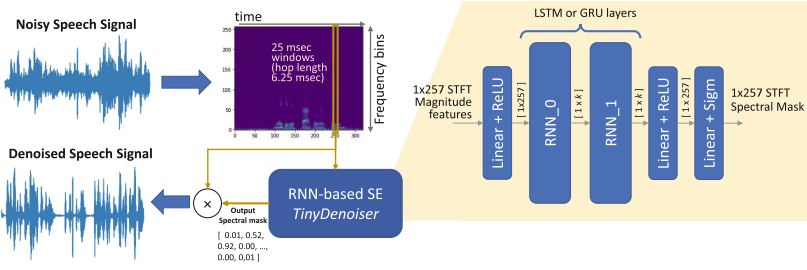 Noisy Speech Signal
time
25 msec
windows
(hop length
6.25 msec)
Frequency bins
250
200
150
100
50
0
0 50 100 150 200 250 300
Denoised Speech Signal
×
Output
Spectral mask
[ 0.01, 0.52,
0.92, 0.00, ...,
0.00, 0,01 ]
RNN-based SE
TinyDenoiser
LSTM or GRU layers
1x257 STFT
Magnitude
features
Linear + ReLU
[ 1x257 ]
RNN_0
[ 1 x k ]
RNN_1
[ 1 x k ]
Linear + ReLU
[ 1 x 257 ]
Linear + Sigm
1x257 STFT
Spectral Mask